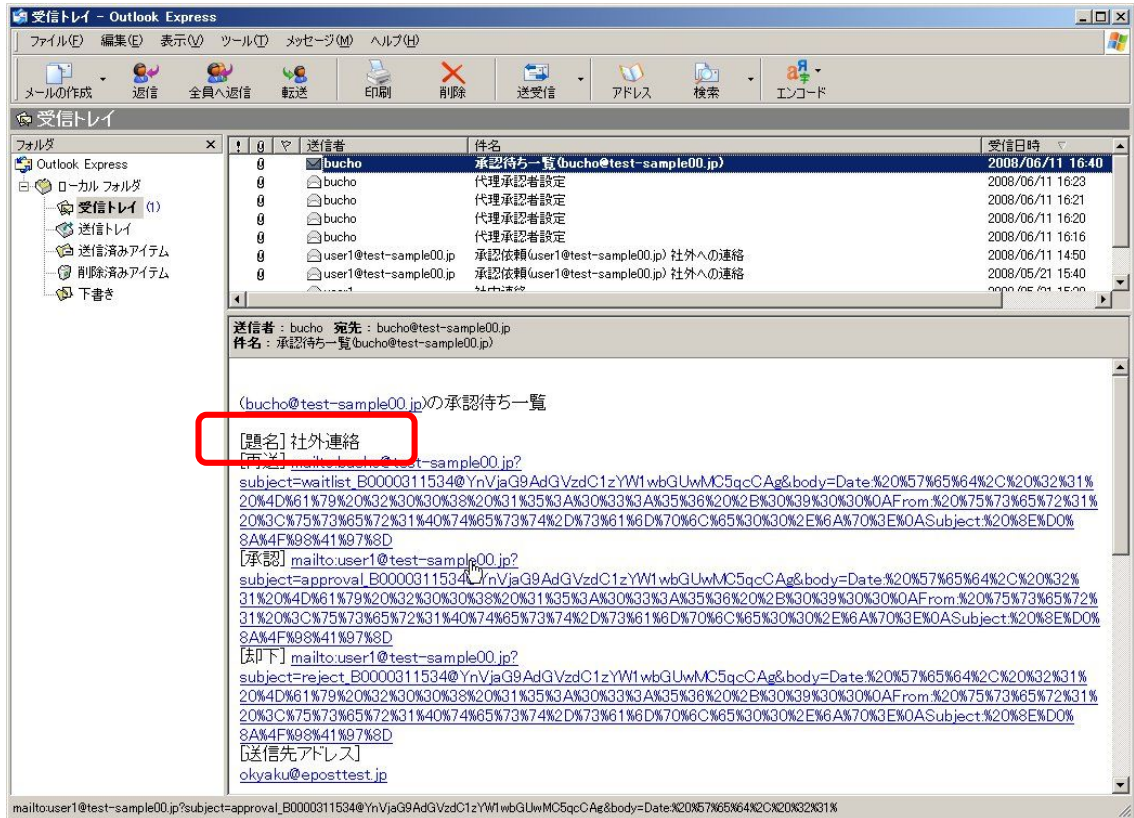 受信トレイ - Outlook Express
ファイル(F) 編集(E) 表示(V) ツール(T) メッセージ(M) ヘルプ(H)
メールの作成 返信 全員へ返信 転送 印刷 削除 送受信 アドレス 検索 エンコード
受信トレイ
フォルダ
Outlook Express
ローカル フォルダ
受信トレイ (1)
送信トレイ
送信済みアイテム
削除済みアイテム
下書き
送信者 件名 受信日時
bucho 承認待ち一覧(bucho@test-sample00.jp) 2008/06/11 16:40
bucho 代理承認者設定 2008/06/11 16:23
bucho 代理承認者設定 2008/06/11 16:21
bucho 代理承認者設定 2008/06/11 16:20
bucho 代理承認者設定 2008/06/11 16:16
user1@test-sample00.jp 承認依頼(user1@test-sample00.jp) 社外への連絡 2008/06/11 14:50
user1@test-sample00.jp 承認依頼(user1@test-sample00.jp) 社外への連絡 2008/05/21 15:40
送信者: bucho 宛先: bucho@test-sample00.jp
件名: 承認待ち一覧(bucho@test-sample00.jp)
(bucho@test-sample00.jp)の承認待ち一覧
[題名] 社外連絡
[再送] mailto:bucho@test-sample00.jp?
subject=waitlist_B0000311534@YnVjaG9AdGVzdC1zYW1wbGUwMC5qcCAg&body=Date:%20%57%65%64%2C%20%32%31%
20%4D%61%79%20%32%30%30%38%20%31%35%3A%30%33%3A%35%36%20%2B%30%39%30%30%0AFrom:%20%75%73%65%72%31%
20%3C%75%73%65%72%31%40%74%65%73%74%2D%73%61%6D%70%6C%65%30%30%2E%6A%70%3E%0ASubject:%20%8E%D0%
8A%4F%98%41%97%8D
[承認] mailto:user1@test-sample00.jp?
subject=approval_B0000311534@YnVjaG9AdGVzdC1zYW1wbGUwMC5qcCAg&body=Date:%20%57%65%64%2C%20%32%
31%20%4D%61%79%20%32%30%30%38%20%31%35%3A%30%33%3A%35%36%20%2B%30%39%30%30%0AFrom:%20%75%73%65%72%
31%20%3C%75%73%65%72%31%40%74%65%73%74%2D%73%61%6D%70%6C%65%30%30%2E%6A%70%3E%0ASubject:%20%8E%D0%
8A%4F%98%41%97%8D
[却下] mailto:user1@test-sample00.jp?
subject=reject_B0000311534@YnVjaG9AdGVzdC1zYW1wbGUwMC5qcCAg&body=Date:%20%57%65%64%2C%20%32%31%
20%4D%61%79%20%32%30%30%38%20%31%35%3A%30%33%3A%35%36%20%2B%30%39%30%30%0AFrom:%20%75%73%65%72%31%
20%3C%75%73%65%72%31%40%74%65%73%74%2D%73%61%6D%70%6C%65%30%30%2E%6A%70%3E%0ASubject:%20%8E%D0%
8A%4F%98%41%97%8D
[送信先アドレス]
okyaku@eposttest.jp
mailto:user1@test-sample00.jp?subject=approval_B0000311534@YnVjaG9AdGVzdC1zYW1wbGUwMC5qcCAg&body=Date:%20%57%65%64%2C%20%32%31%